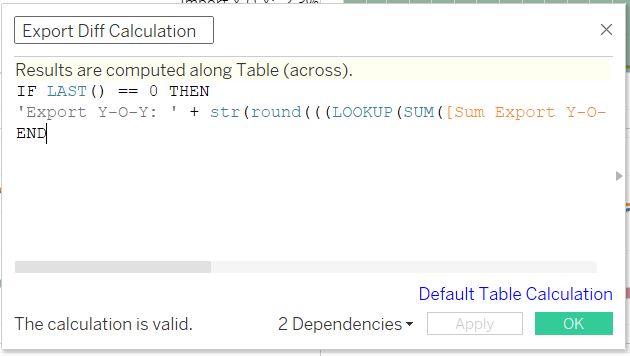 Export Diff Calculation
Results are computed along Table (across).
IF LAST() == 0 THEN
'Export Y-O-Y: ' + str(round(((LOOKUP(SUM([Sum Export Y-O-
END
Default Table Calculation
The calculation is valid.
2 Dependencies
Apply
OK